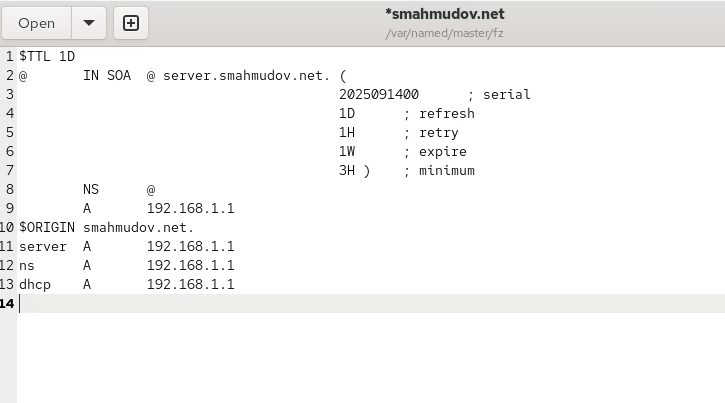 Open
*smahmudov.net
/var/named/master/fz
1 $TTL 1D
2 @ IN SOA @ server.smahmudov.net. (
3 2025091400 ; serial
4 1D ; refresh
5 1H ; retry
6 1W ; expire
7 3H ) ; minimum
8 NS @
9 A 192.168.1.1
10 $ORIGIN smahmudov.net.
11 server A 192.168.1.1
12 ns A 192.168.1.1
13 dhcp A 192.168.1.1
14